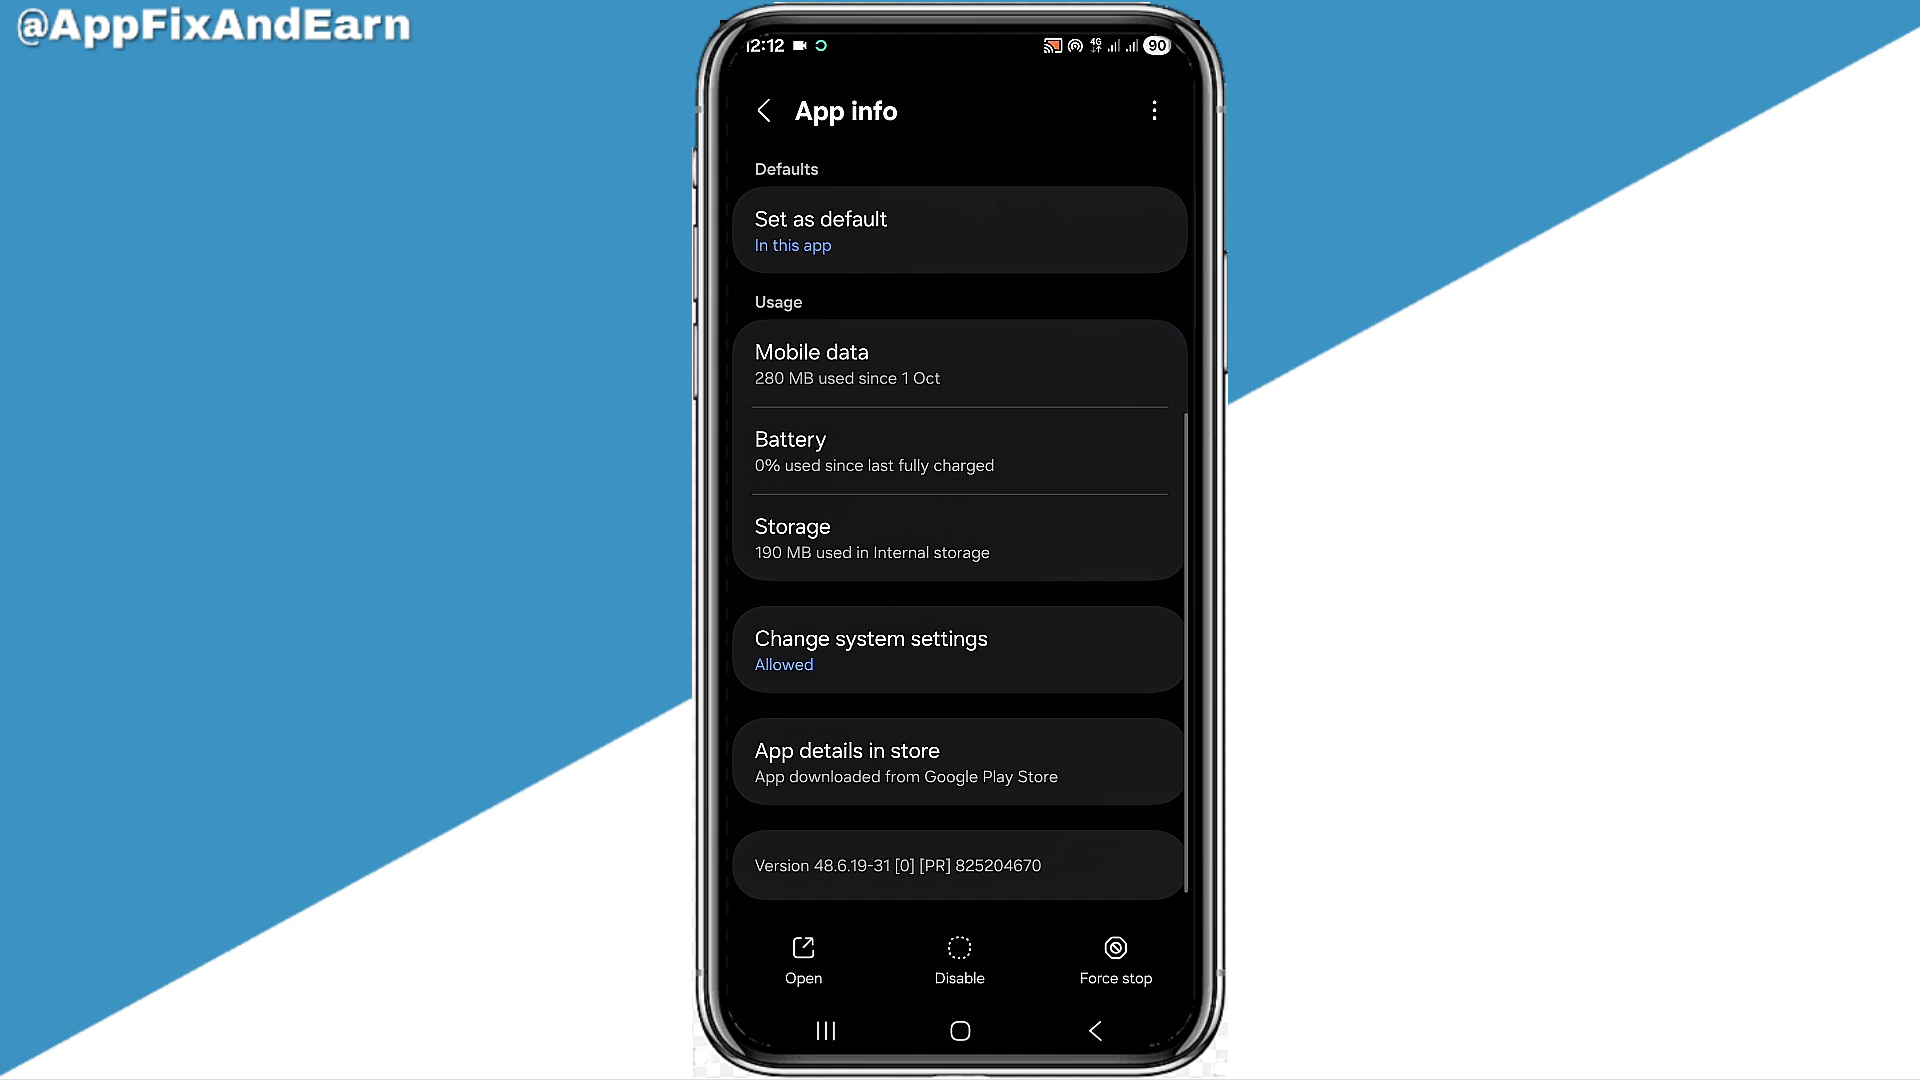 @AppFixAndEarn
12:12
4G
90
App info
Defaults
Set as default
In this app
Usage
Mobile data
280 MB used since 1 Oct
Battery
0% used since last fully charged
Storage
190 MB used in Internal storage
Change system settings
Allowed
App details in store
App downloaded from Google Play Store
Version 48.6.19-31 [0] [PR] 825204670
Open
Disable
Force stop